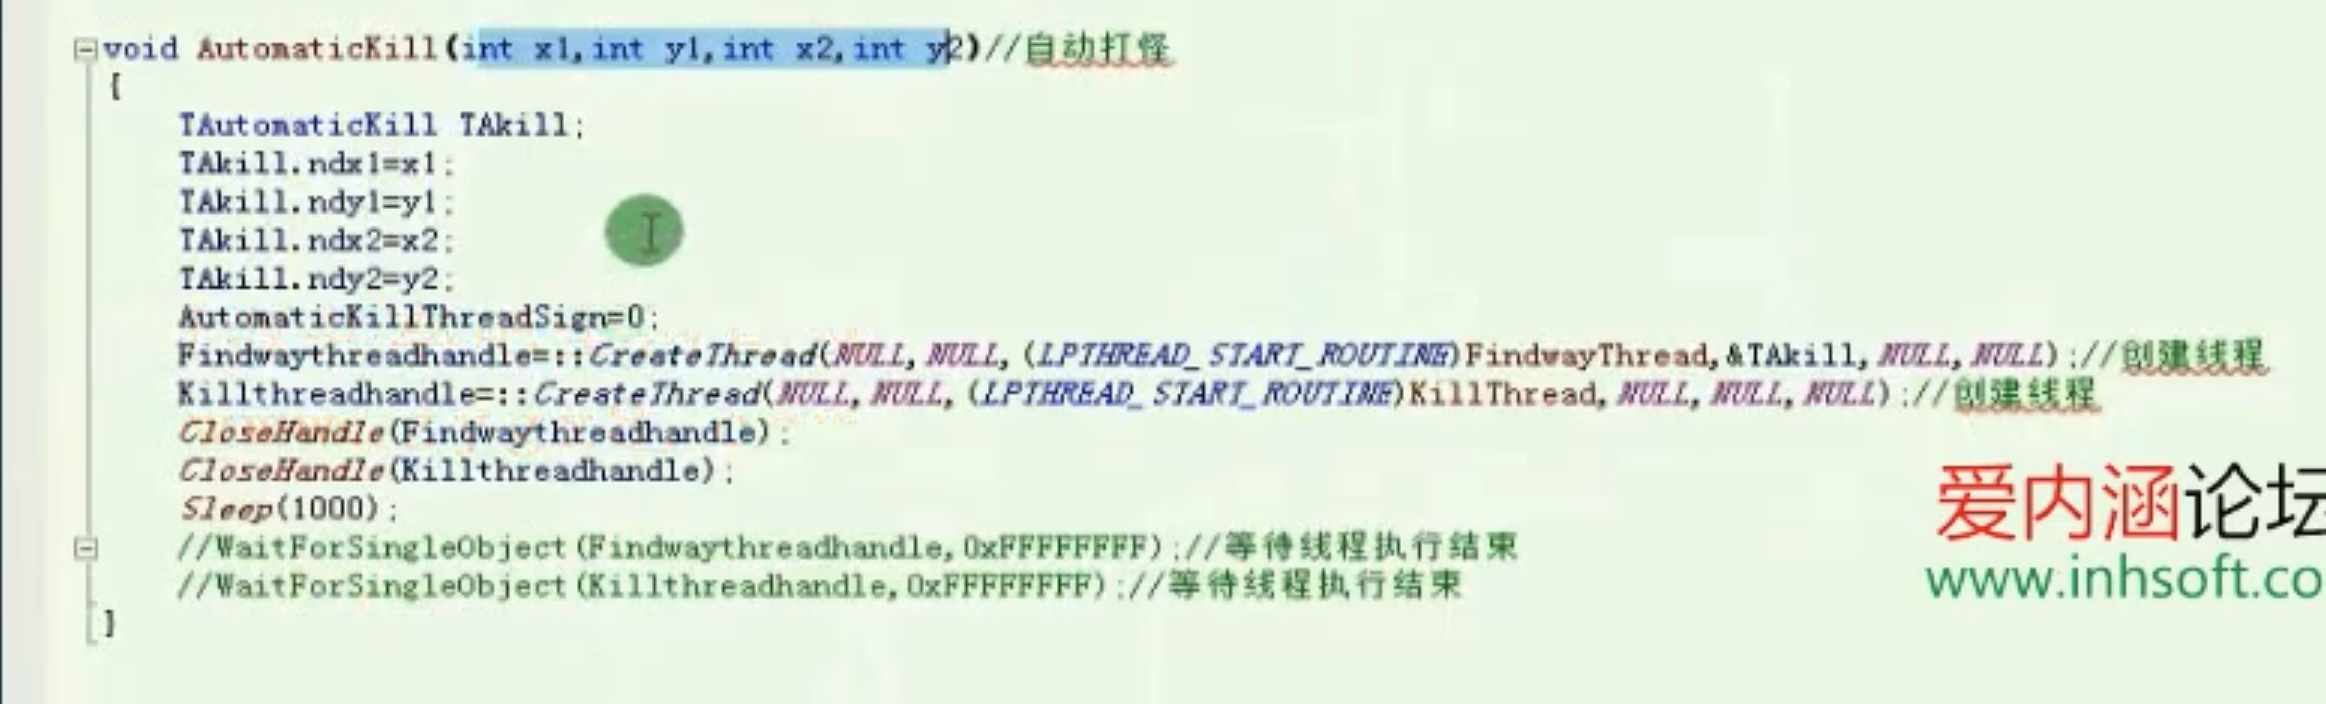 void AutomaticKill(int x1,int y1,int x2,int y2)//自动打怪
{
TAutomaticKill TAkill;
TAkill.ndx1=x1;
TAkill.ndy1=y1;
TAkill.ndx2=x2;
TAkill.ndy2=y2;
AutomaticKillThreadSign=0;
Findwaythreadhandle=::CreateThread(NULL,NULL,(LPTHREAD_START_ROUTINE)FindwayThread,&TAkill,NULL,NULL);//创建线程
Killthreadhandle=::CreateThread(NULL,NULL,(LPTHREAD_START_ROUTINE)KillThread,NULL,NULL,NULL);//创建线程
CloseHandle(Findwaythreadhandle);
CloseHandle(Killthreadhandle);
Sleep(1000);
//WaitForSingleObject(Findwaythreadhandle,0xFFFFFFFF);//等待线程执行结束
//WaitForSingleObject(Killthreadhandle,0xFFFFFFFF);//等待线程执行结束
}
爱内涵论坛
www.inhsoft.co